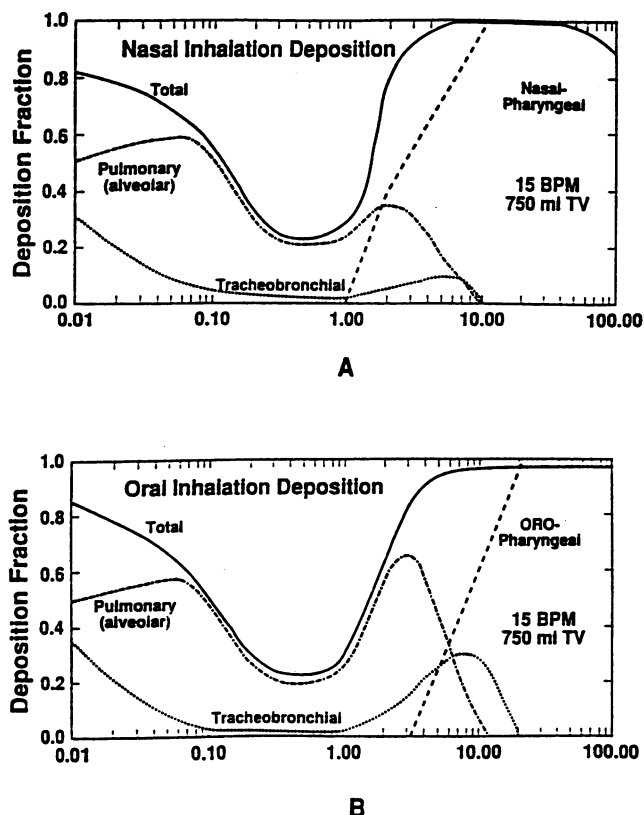 1.0
0.8
0.6
0.4
0.2
0.0
Deposition Fraction
Nasal Inhalation Deposition
Total
Pulmonary
(alveolar)
Tracheobronchial
Nasal-
Pharyngeal
15 BPM
750 ml TV
0.01
0.10
1.00
10.00
100.00
A
1.0
0.8
0.6
0.4
0.2
0.0
Deposition Fraction
Oral Inhalation Deposition
Total
Pulmonary
(alveolar)
Tracheobronchial
ORO-
Pharyngeal
15 BPM
750 ml TV
0.01
0.10
1.00
10.00
100.00
B